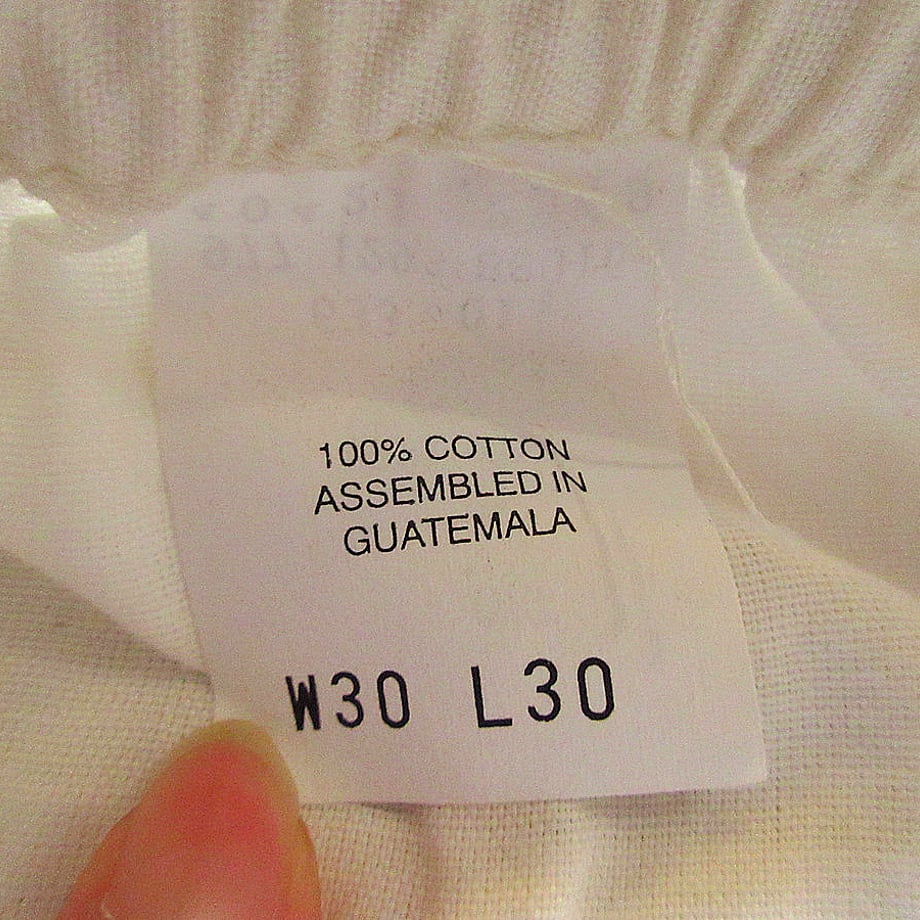 100% COTTON
ASSEMBLED IN
GUATEMALA
W30 L30